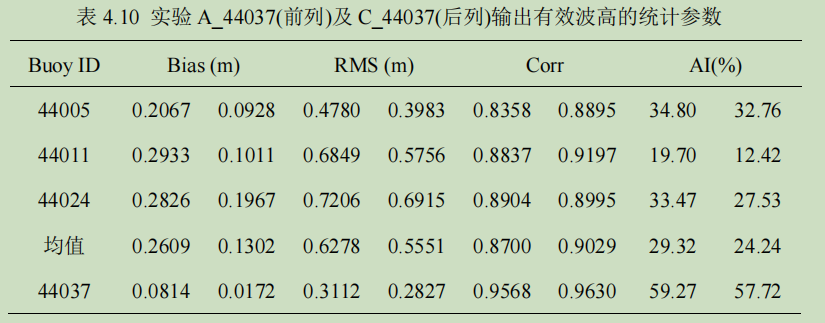 表 4.10 实验 A_44037(前列)及 C_44037(后列)输出有效波高的统计参数
Buoy ID Bias (m) RMS (m) Corr AI(%)
44005 0.2067 0.0928 0.4780 0.3983 0.8358 0.8895 34.80 32.76
44011 0.2933 0.1011 0.6849 0.5756 0.8837 0.9197 19.70 12.42
44024 0.2826 0.1967 0.7206 0.6915 0.8904 0.8995 33.47 27.53
均值 0.2609 0.1302 0.6278 0.5551 0.8700 0.9029 29.32 24.24
44037 0.0814 0.0172 0.3112 0.2827 0.9568 0.9630 59.27 57.72